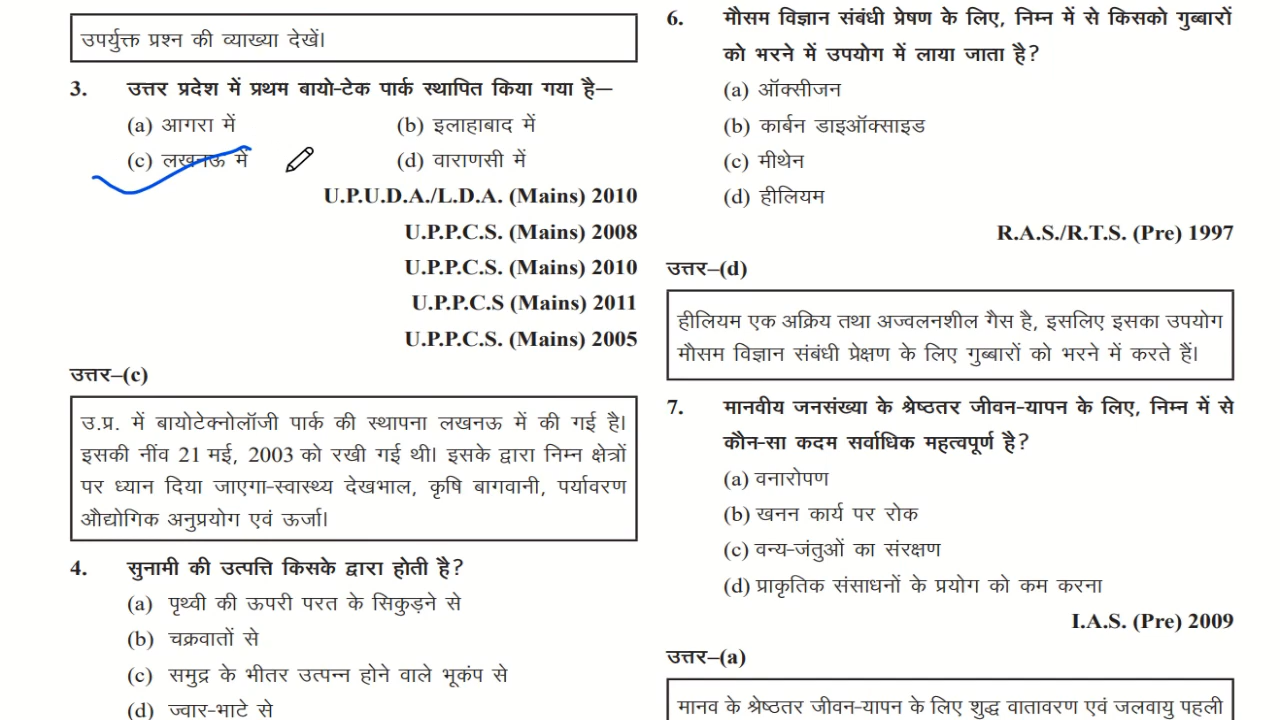 उपर्युक्त प्रश्न की व्याख्या देखें।
3. उत्तर प्रदेश में प्रथम बायो-टेक पार्क स्थापित किया गया है—
(a) आगरा में (b) इलाहाबाद में
(c) लखनऊ में (d) वाराणसी में
U.P.U.D.A./L.D.A. (Mains) 2010
U.P.P.C.S. (Mains) 2008
U.P.P.C.S. (Mains) 2010
U.P.P.C.S (Mains) 2011
U.P.P.C.S. (Mains) 2005
उत्तर–(c)
उ.प्र. में बायोटेक्नोलॉजी पार्क की स्थापना लखनऊ में की गई है।
इसकी नींव 21 मई, 2003 को रखी गई थी। इसके द्वारा निम्न क्षेत्रों
पर ध्यान दिया जाएगा-स्वास्थ्य देखभाल, कृषि बागवानी, पर्यावरण
औद्योगिक अनुप्रयोग एवं ऊर्जा।
4. सुनामी की उत्पत्ति किसके द्वारा होती है?
(a) पृथ्वी की ऊपरी परत के सिकुड़ने से
(b) चक्रवातों से
(c) समुद्र के भीतर उत्पन्न होने वाले भूकंप से
(d) ज्वार-भाटे से
6. मौसम विज्ञान संबंधी प्रेषण के लिए, निम्न में से किसको गुब्बारों
को भरने में उपयोग में लाया जाता है?
(a) ऑक्सीजन
(b) कार्बन डाइऑक्साइड
(c) मीथेन
(d) हीलियम
R.A.S./R.T.S. (Pre) 1997
उत्तर–(d)
हीलियम एक अक्रिय तथा अज्वलनशील गैस है, इसलिए इसका उपयोग
मौसम विज्ञान संबंधी प्रेक्षण के लिए गुब्बारों को भरने में करते हैं।
7. मानवीय जनसंख्या के श्रेष्ठतर जीवन-यापन के लिए, निम्न में से
कौन-सा कदम सर्वाधिक महत्वपूर्ण है?
(a) वनारोपण
(b) खनन कार्य पर रोक
(c) वन्य-जंतुओं का संरक्षण
(d) प्राकृतिक संसाधनों के प्रयोग को कम करना
I.A.S. (Pre) 2009
उत्तर–(a)
मानव के श्रेष्ठतर जीवन-यापन के लिए शुद्ध वातावरण एवं जलवायु पहली